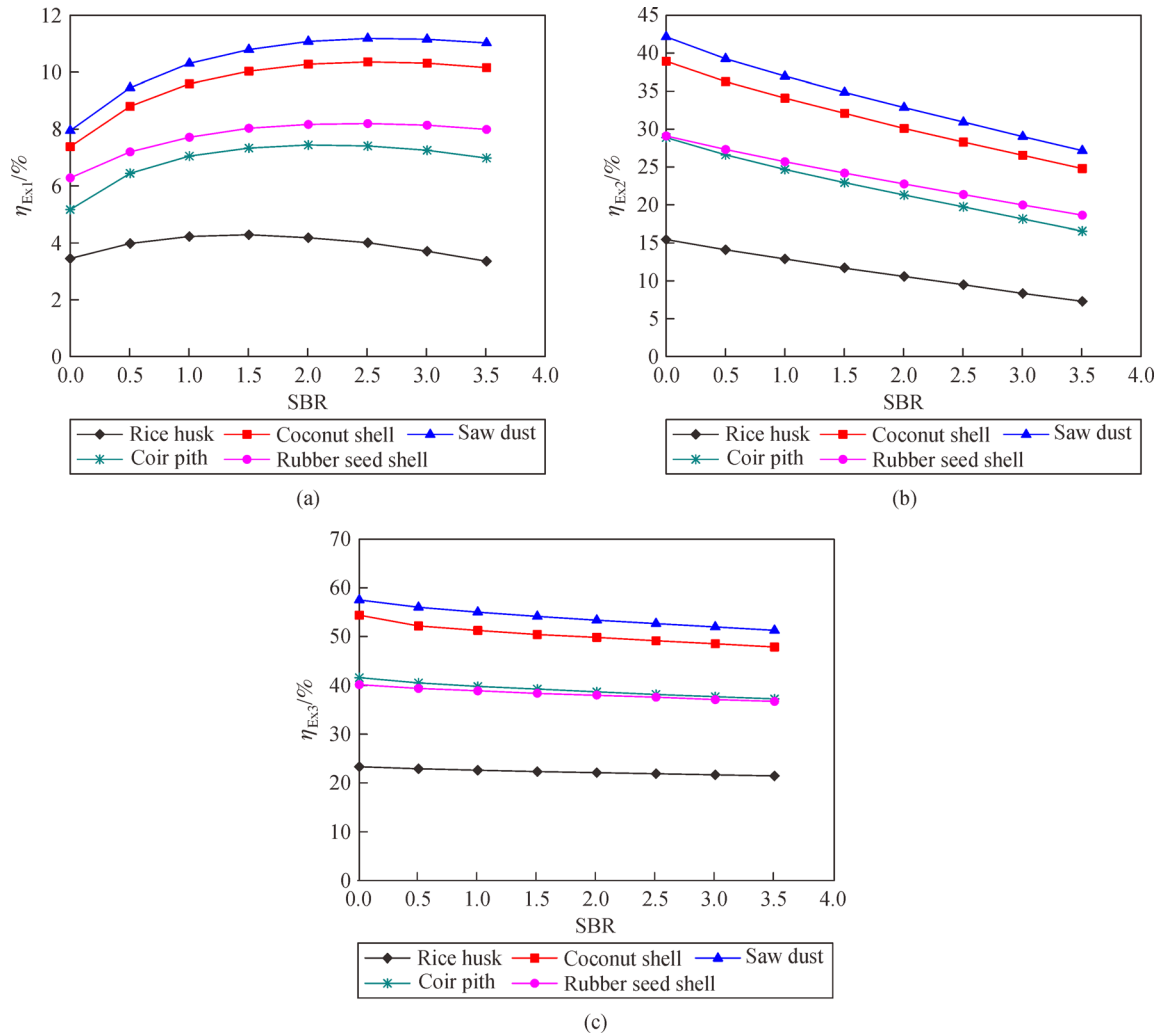 12
10
8
6
4
2
0
η_Ex1/%
0.0 0.5 1.0 1.5 2.0 2.5 3.0 3.5 4.0
SBR
Rice husk Coconut shell Saw dust
Coir pith Rubber seed shell
(a)
45
40
35
30
25
20
15
10
5
0
η_Ex2/%
0.0 0.5 1.0 1.5 2.0 2.5 3.0 3.5 4.0
SBR
Rice husk Coconut shell Saw dust
Coir pith Rubber seed shell
(b)
70
60
50
40
30
20
10
0
η_Ex3/%
0.0 0.5 1.0 1.5 2.0 2.5 3.0 3.5 4.0
SBR
Rice husk Coconut shell Saw dust
Coir pith Rubber seed shell
(c)